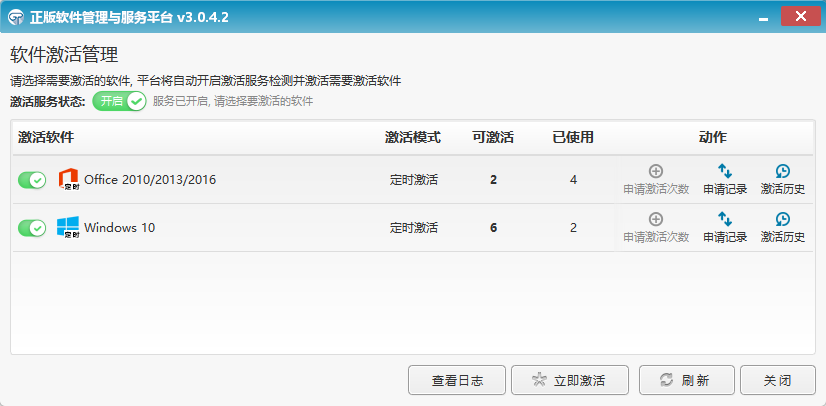 正版软件管理与服务平台 v3.0.4.2
软件激活管理
请选择需要激活的软件, 平台将自动开启激活服务检测并激活需要激活软件
激活服务状态: 开启 服务已开启, 请选择要激活的软件
激活软件 激活模式 可激活 已使用 动作
定时 Office 2010/2013/2016 定时激活 2 4 申请激活次数 申请记录 激活历史
定时 Windows 10 定时激活 6 2 申请激活次数 申请记录 激活历史
查看日志 立即激活 刷 新 关 闭